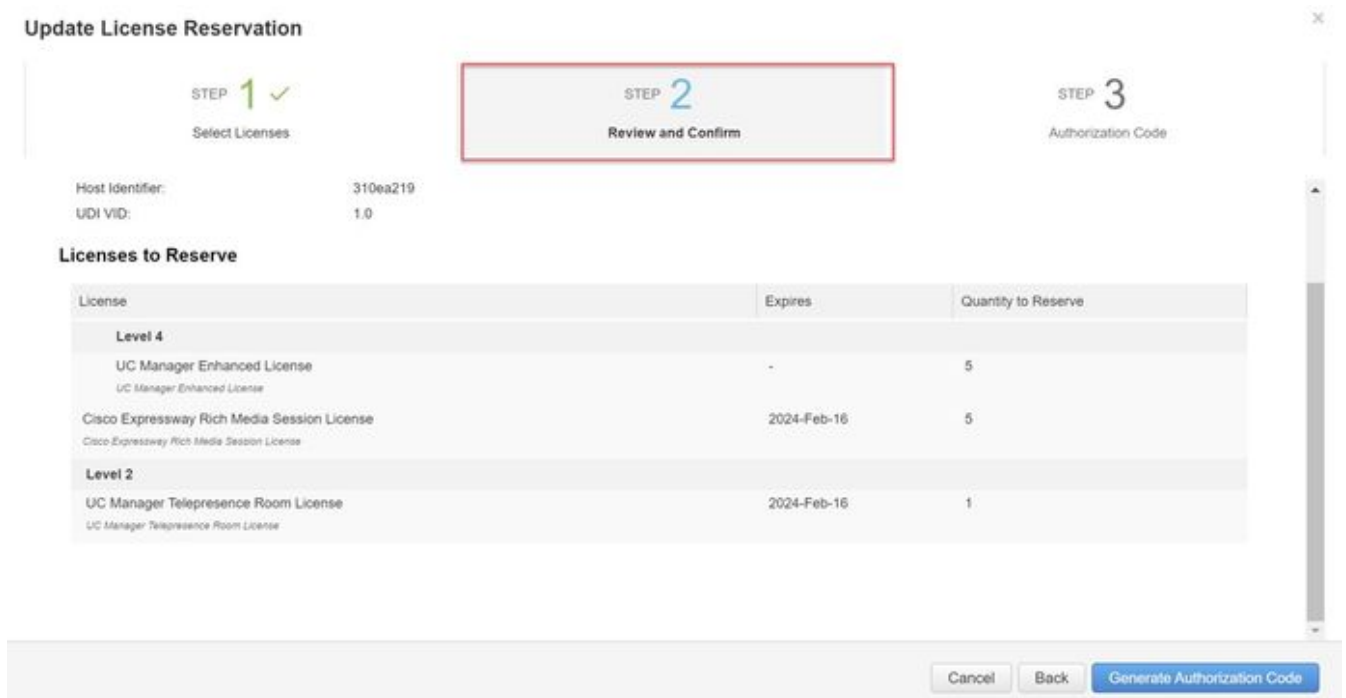 Update License Reservation
×
STEP 1 ✓
Select Licenses
STEP 2
Review and Confirm
STEP 3
Authorization Code
Host Identifier: 310ea219
UDI VID: 1.0
Licenses to Reserve
License Expires Quantity to Reserve
Level 4
UC Manager Enhanced License - 5
UC Manager Enhanced License
Cisco Expressway Rich Media Session License 2024-Feb-16 5
Cisco Expressway Rich Media Session License
Level 2
UC Manager Telepresence Room License 2024-Feb-16 1
UC Manager Telepresence Room License
Cancel Back Generate Authorization Code